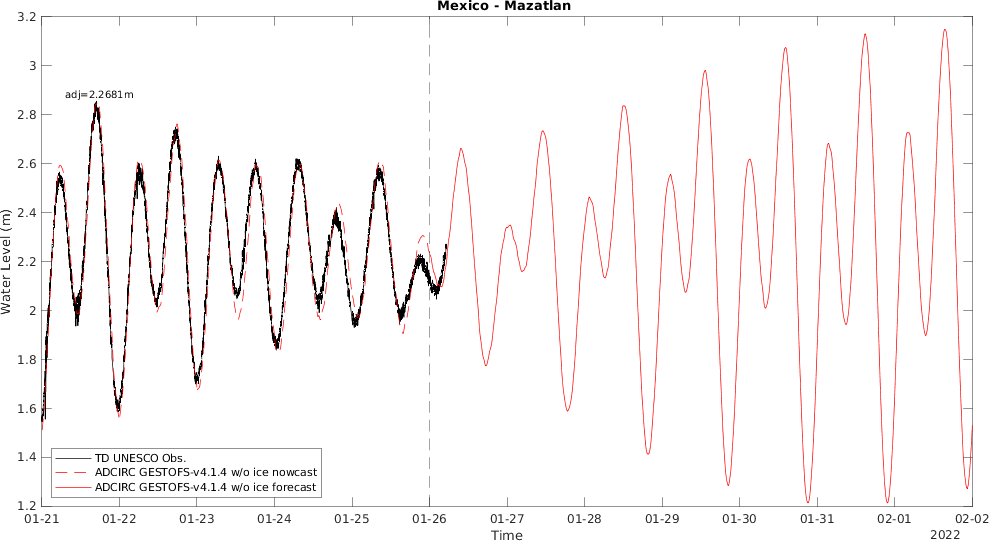 Mexico - Mazatlan
3.2
3
2.8
2.6
2.4
2.2
2
1.8
1.6
1.4
1.2
Water Level (m)
adj=2.2681m
TD UNESCO Obs.
ADCIRC GESTOFS-v4.1.4 w/o ice nowcast
ADCIRC GESTOFS-v4.1.4 w/o ice forecast
01-21 01-22 01-23 01-24 01-25 01-26 01-27 01-28 01-29 01-30 01-31 02-01 02-02
Time
2022